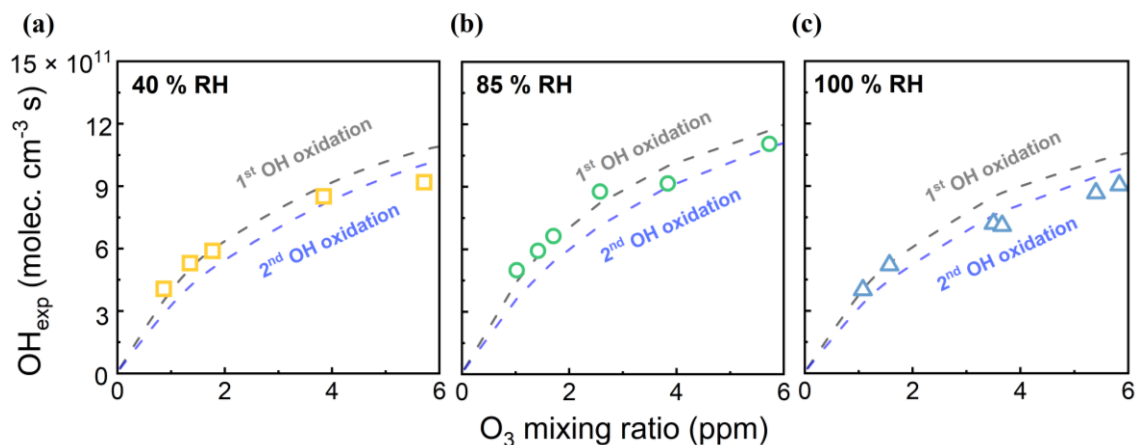 (a)
(b)
(c)
15 × 10¹¹
12
9
6
3
0
OHₑₓₚ (molec. cm⁻³ s)
40 % RH
1ˢᵗ OH oxidation
2ⁿᵈ OH oxidation
85 % RH
1ˢᵗ OH oxidation
2ⁿᵈ OH oxidation
100 % RH
1ˢᵗ OH oxidation
2ⁿᵈ OH oxidation
0 2 4 6
0 2 4 6
0 2 4 6
O₃ mixing ratio (ppm)